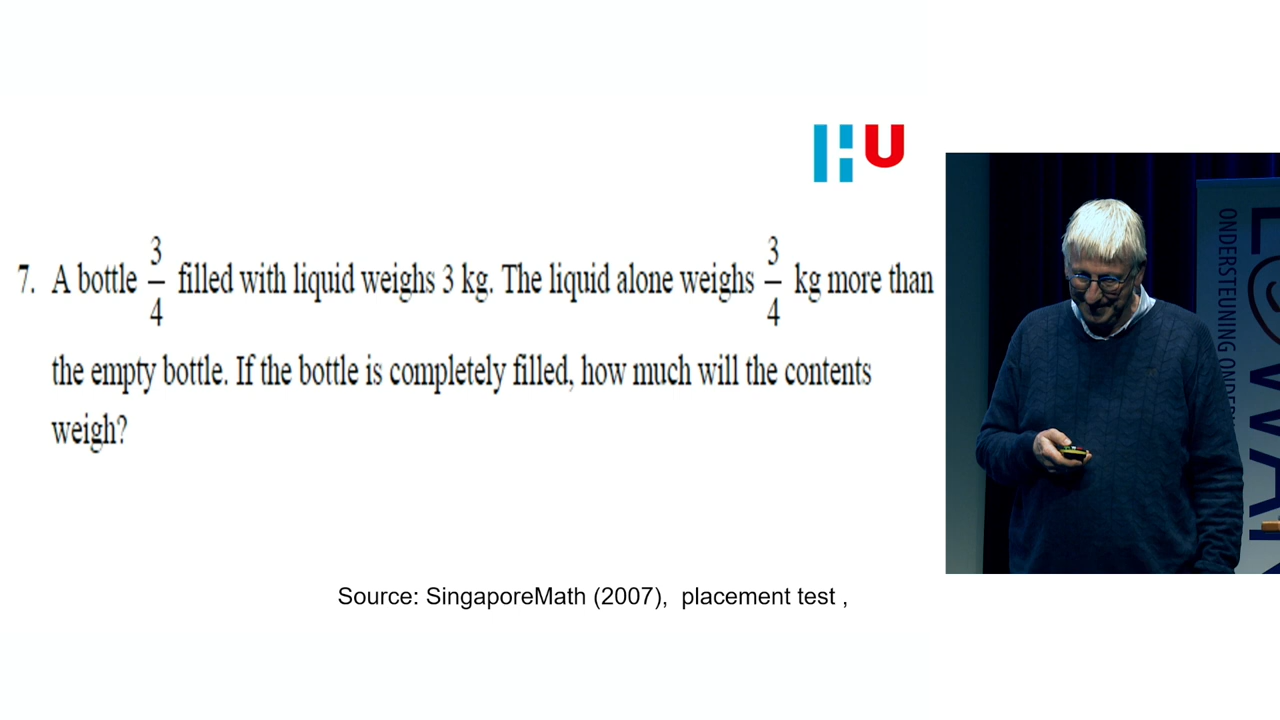 HU
7. A bottle 3/4 filled with liquid weighs 3 kg. The liquid alone weighs 3/4 kg more than
the empty bottle. If the bottle is completely filled, how much will the contents
weigh?
Source: SingaporeMath (2007), placement test ,
ONDERSTEUNING